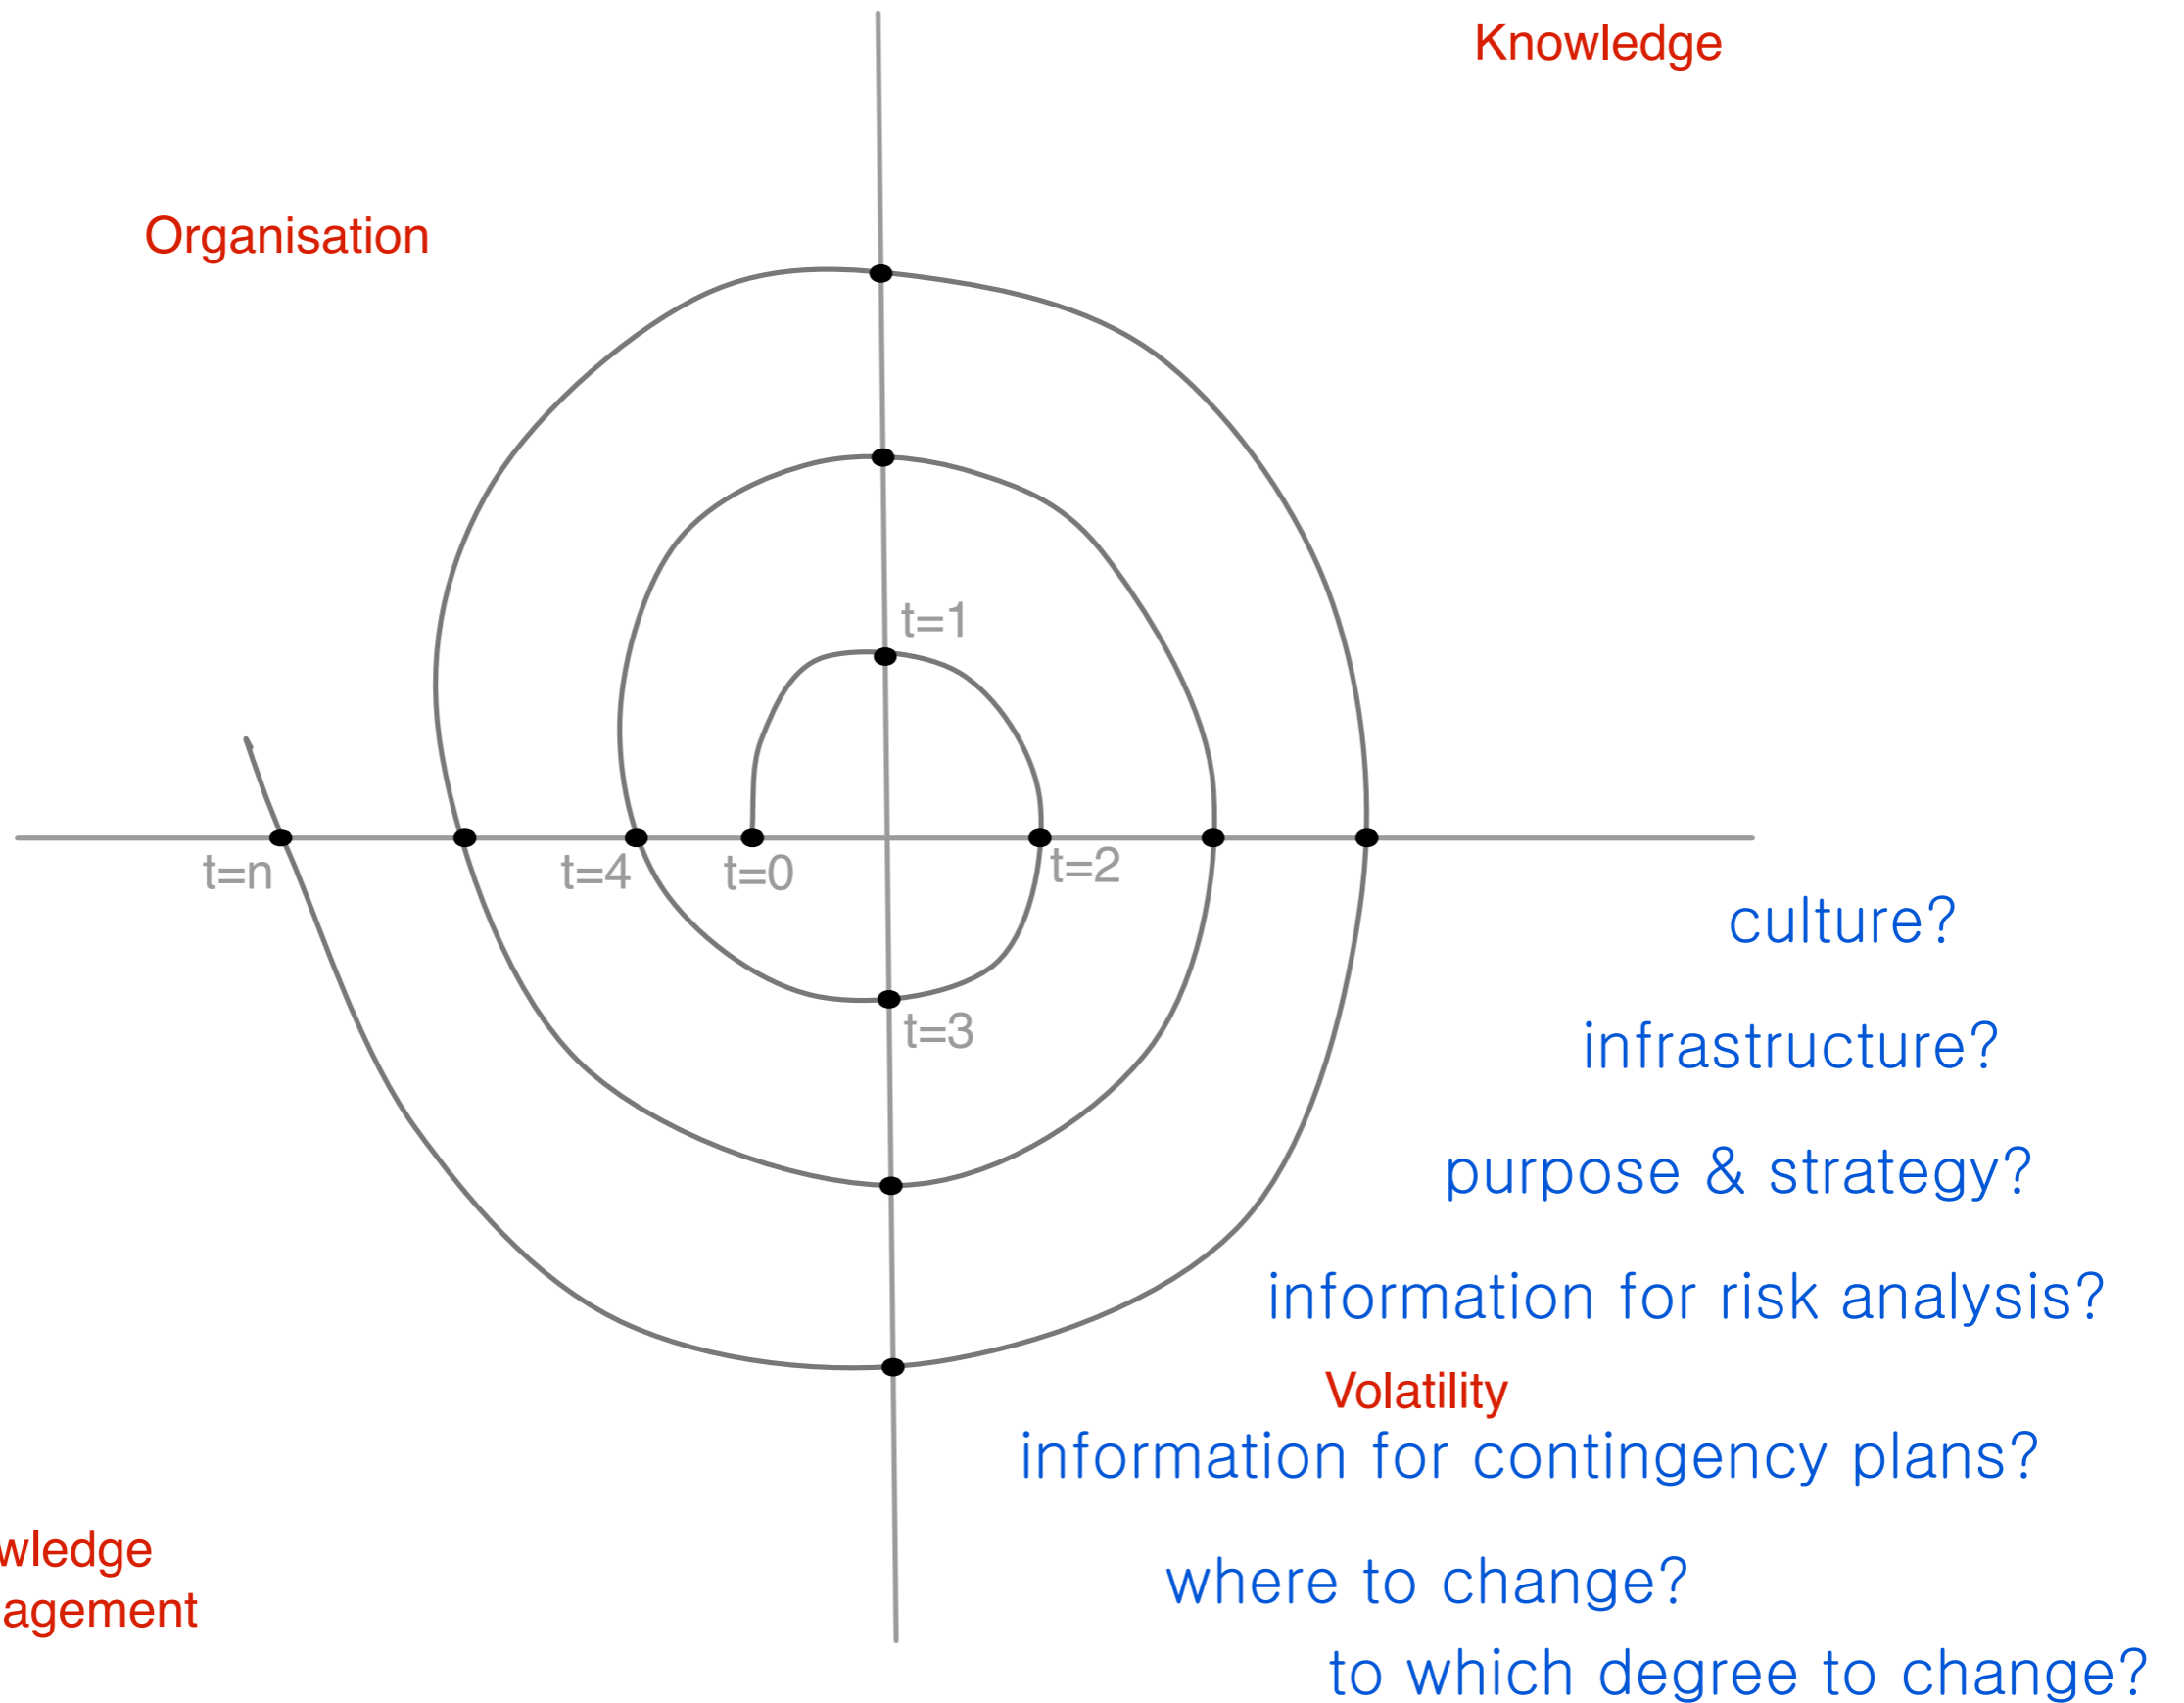 Knowledge
Organisation
t=1
t=n
t=4
t=0
t=2
culture?
infrastructure?
t=3
purpose & strategy?
information for risk analysis?
Volatility
information for contingency plans?
wledge
agement
where to change?
to which degree to change?